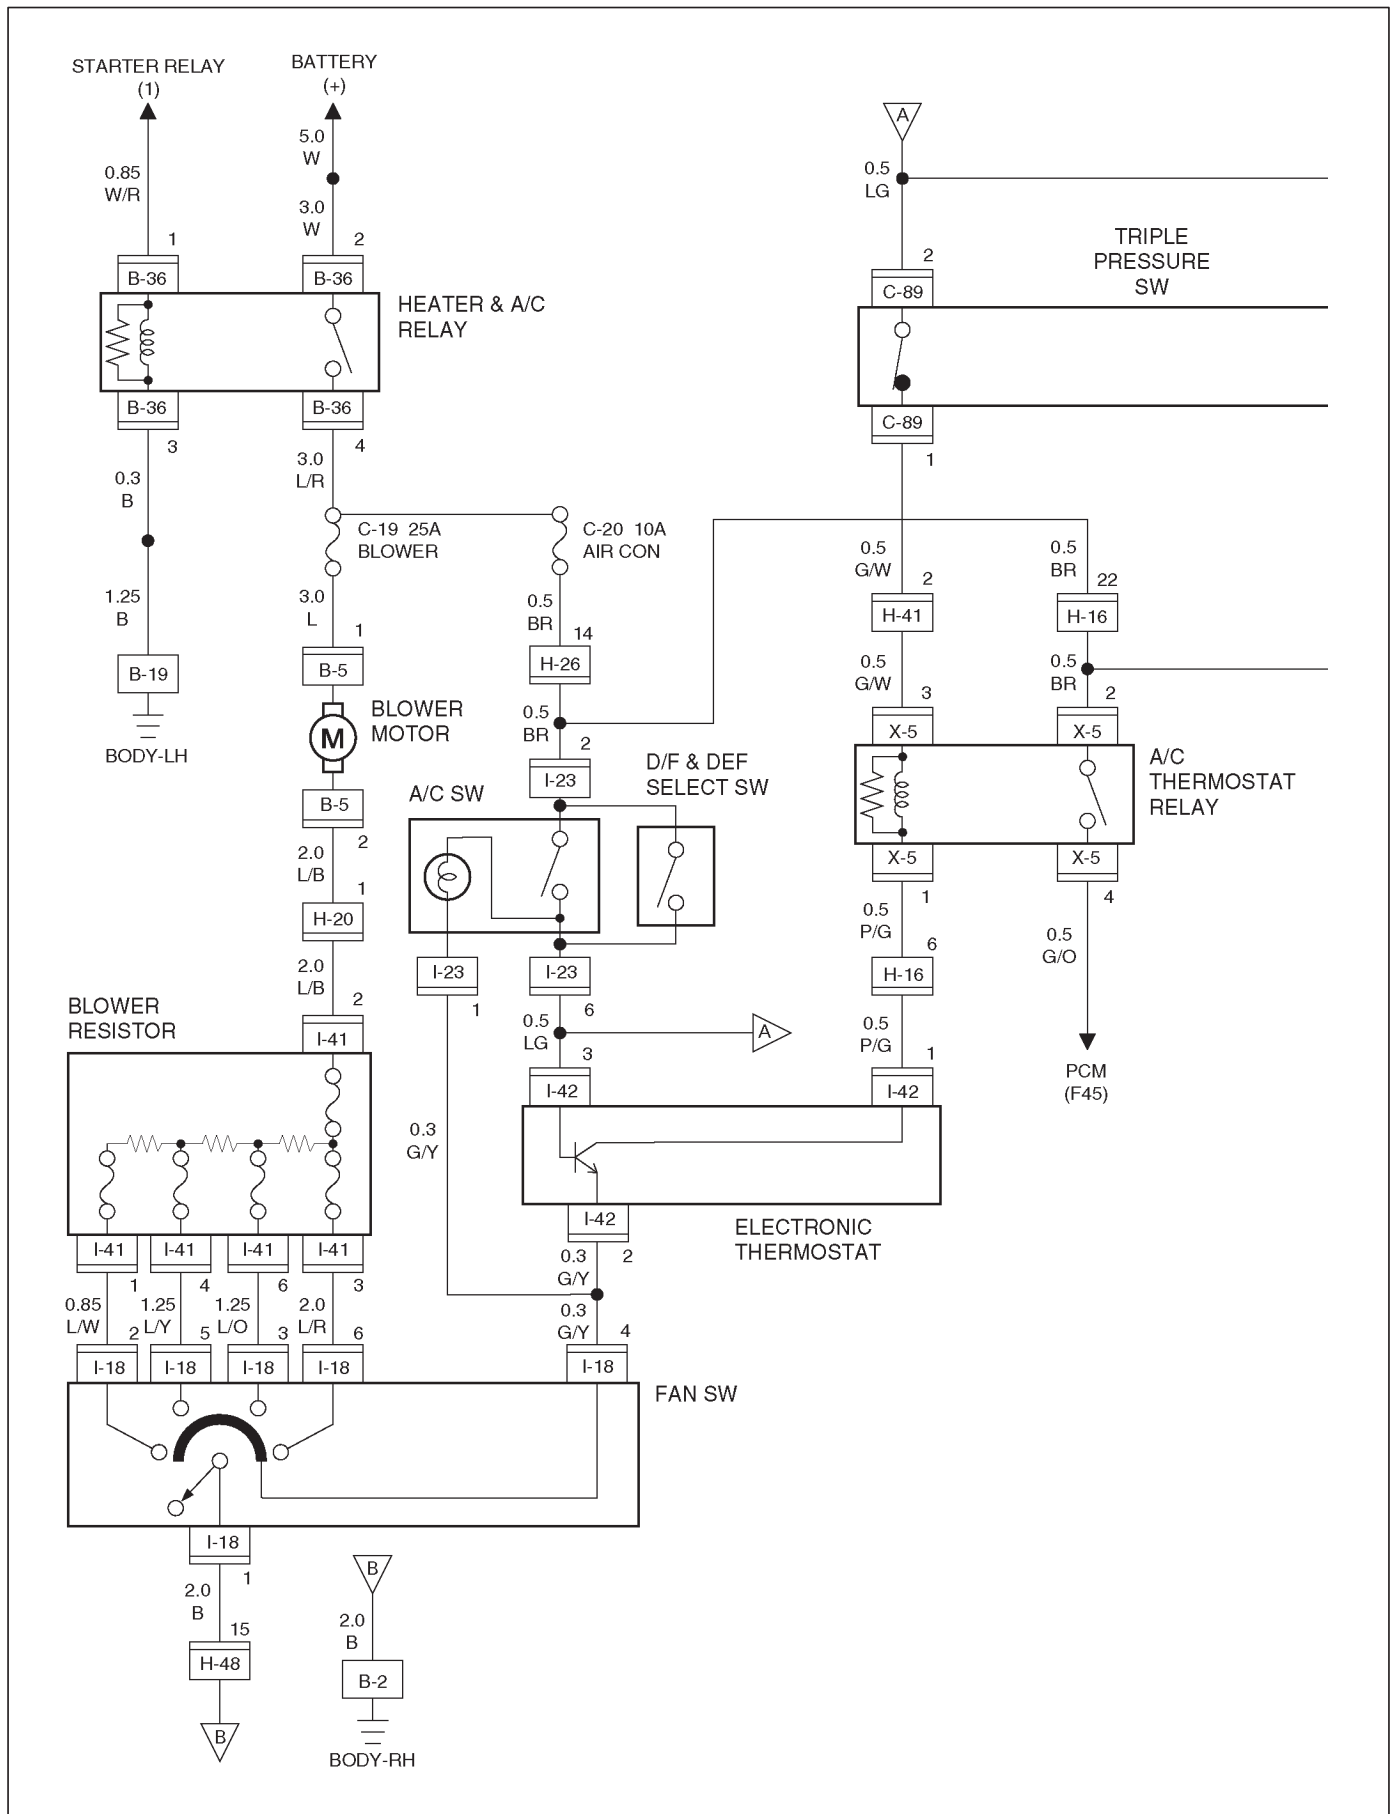 STARTER RELAY
(1)
BATTERY
(+)
5.0
W
0.85
W/R
3.0
W
1
2
B-36
B-36
HEATER & A/C
RELAY
B-36
B-36
3
4
0.3
B
3.0
L/R
C-19 25A
BLOWER
C-20 10A
AIR CON
1.25
B
3.0
L
1
0.5
BR
14
B-19
BODY-LH
B-5
H-26
BLOWER
MOTOR
M
0.5
BR
2
I-23
A/C SW
D/F & DEF
SELECT SW
B-5
2
2.0
L/B
1
H-20
2.0
L/B
2
I-41
I-23
1
I-23
6
0.5
LG
A
3
I-42
A
0.5
LG
2
C-89
TRIPLE
PRESSURE
SW
C-89
1
0.5
G/W
2
H-41
0.5
BR
22
H-16
0.5
G/W
3
0.5
BR
2
X-5
X-5
A/C
THERMOSTAT
RELAY
X-5
X-5
1
4
0.5
P/G
6
0.5
G/O
H-16
0.5
P/G
1
PCM
(F45)
I-42
BLOWER
RESISTOR
0.3
G/Y
I-42
2
ELECTRONIC
THERMOSTAT
I-41
I-41
I-41
I-41
1
4
6
3
0.3
G/Y
0.85
L/W
1.25
L/Y
1.25
L/O
2.0
L/R
0.3
G/Y
2
5
3
6
4
I-18
I-18
I-18
I-18
I-18
FAN SW
I-18
1
2.0
B
15
H-48
B
B
2.0
B
B-2
BODY-RH